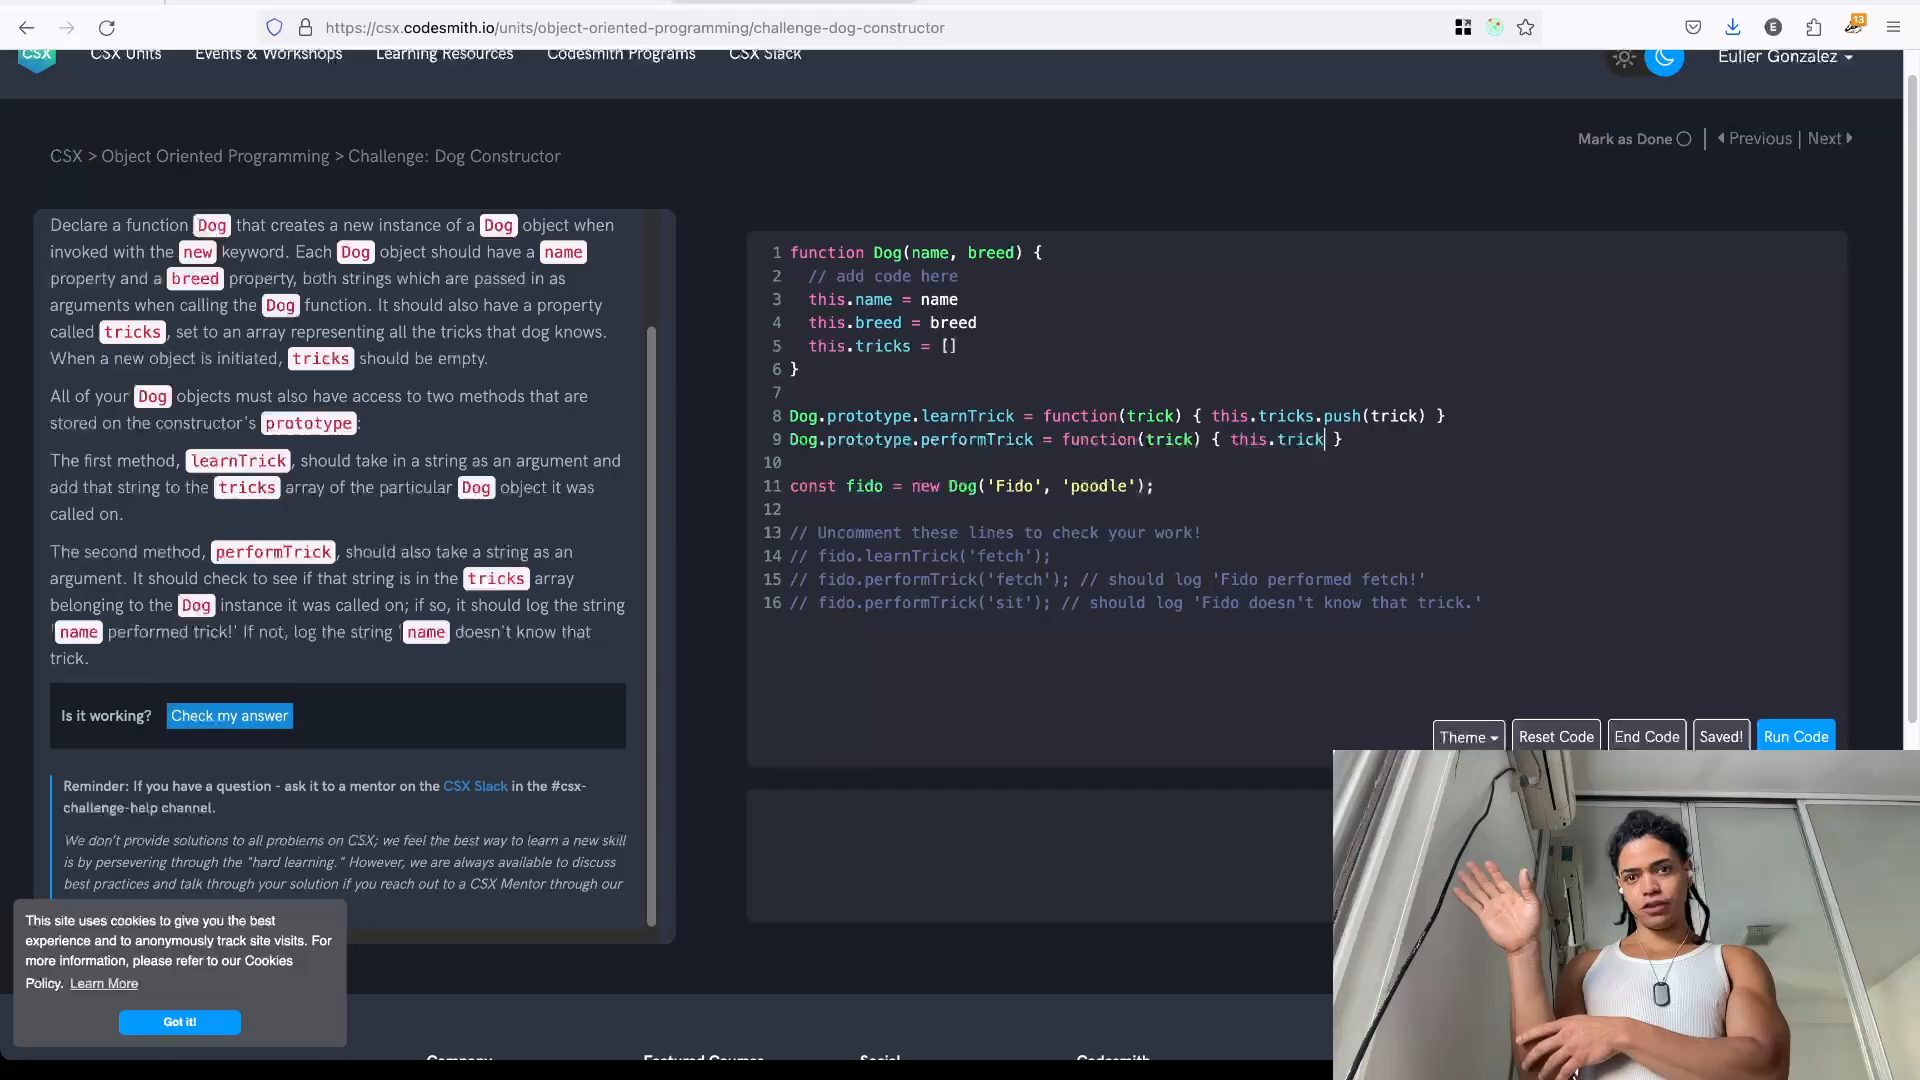 https://csx.codesmith.io/units/object-oriented-programming/challenge-dog-constructor
E
13
CSX
CSX Units
Events & Workshops
Learning Resources
Codesmith Programs
CSX Slack
Eulier Gonzalez
CSX > Object Oriented Programming > Challenge: Dog Constructor
Mark as Done
Previous | Next
Declare a function Dog that creates a new instance of a Dog object when
invoked with the new keyword. Each Dog object should have a name
property and a breed property, both strings which are passed in as
arguments when calling the Dog function. It should also have a property
called tricks, set to an array representing all the tricks that dog knows.
When a new object is initiated, tricks should be empty.
All of your Dog objects must also have access to two methods that are
stored on the constructor's prototype:
The first method, learnTrick, should take in a string as an argument and
add that string to the tricks array of the particular Dog object it was
called on.
The second method, performTrick, should also take a string as an
argument. It should check to see if that string is in the tricks array
belonging to the Dog instance it was called on; if so, it should log the string
'name performed trick!' If not, log the string 'name doesn't know that
trick.
Is it working?
Check my answer
Reminder: If you have a question - ask it to a mentor on the CSX Slack in the #csx-
challenge-help channel.
We don't provide solutions to all problems on CSX; we feel the best way to learn a new skill
is by persevering through the "hard learning." However, we are always available to discuss
best practices and talk through your solution if you reach out to a CSX Mentor through our
This site uses cookies to give you the best
experience and to anonymously track site visits. For
more information, please refer to our Cookies
Policy. Learn More
Got it!
1 function Dog(name, breed) {
2 // add code here
3 this.name = name
4 this.breed = breed
5 this.tricks = []
6 }
7
8 Dog.prototype.learnTrick = function(trick) { this.tricks.push(trick) }
9 Dog.prototype.performTrick = function(trick) { this.trick }
10
11 const fido = new Dog('Fido', 'poodle');
12
13 // Uncomment these lines to check your work!
14 // fido.learnTrick('fetch');
15 // fido.performTrick('fetch'); // should log 'Fido performed fetch!'
16 // fido.performTrick('sit'); // should log 'Fido doesn't know that trick.'
Theme
Reset Code
End Code
Saved!
Run Code
Company
Featured Courses
Social
Codesmith